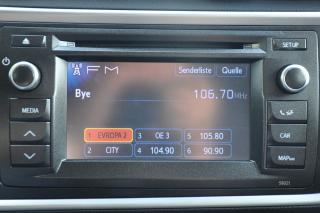 SETUP
FM Senderliste Quelle
Bye 106.70MHz
MEDIA
CAR
1 EVROPA 2 3 OE 3 5 105.80
2 CITY 4 104.90 6 90.90
MAP
59021